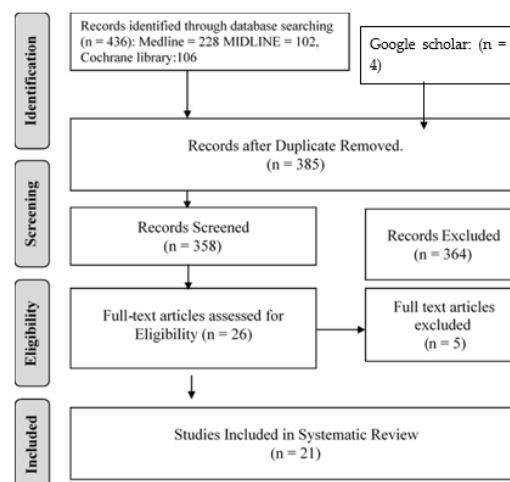 Identification
Records identified through database searching
(n = 436): Medline = 228 MIDLINE = 102,
Cochrane library:106
Google scholar: (n =
4)
Records after Duplicate Removed.
(n = 385)
Screening
Records Screened
(n = 358)
Records Excluded
(n = 364)
Eligibility
Full-text articles assessed for
Eligibility (n = 26)
Full text articles
excluded
(n = 5)
Included
Studies Included in Systematic Review
(n = 21)